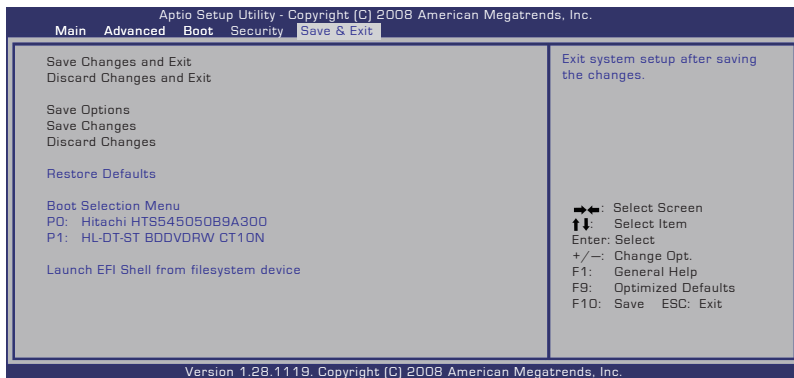 Aptio Setup Utility - Copyright (C) 2008 American Megatrends, Inc.
Main Advanced Boot Security Save & Exit
Save Changes and Exit
Discard Changes and Exit
Save Options
Save Changes
Discard Changes
Restore Defaults
Boot Selection Menu
P0: Hitachi HTS545050B9A300
P1: HL-DT-ST BDDVDRW CT10N
Launch EFI Shell from filesystem device
Exit system setup after saving
the changes.
→←: Select Screen
↑↓: Select Item
Enter: Select
+/—: Change Opt.
F1: General Help
F9: Optimized Defaults
F10: Save ESC: Exit
Version 1.28.1119. Copyright (C) 2008 American Megatrends, Inc.